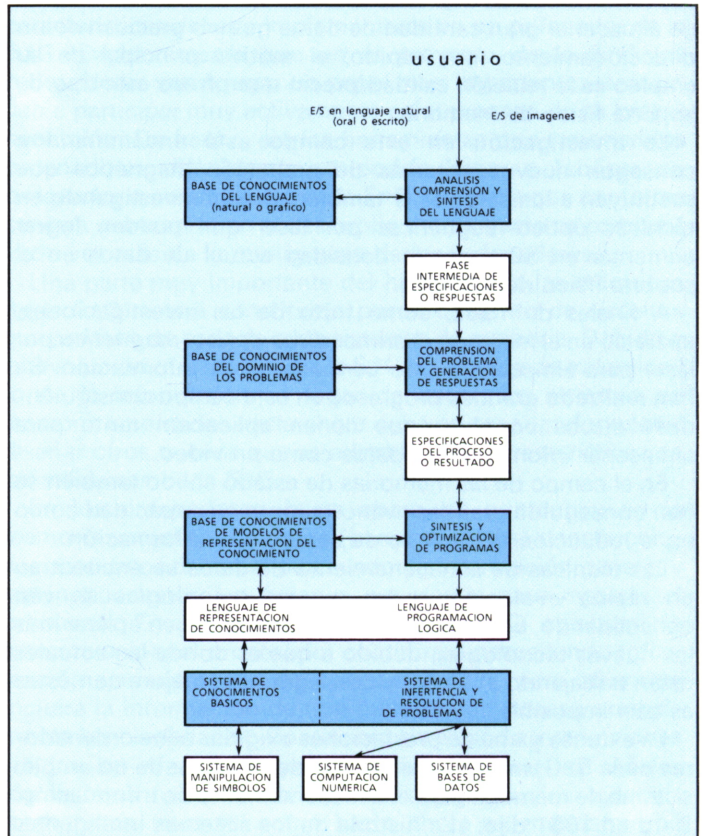 usuario
E/S en lenguaje natural
(oral o escrito)
E/S de imagenes
BASE DE CONOCIMIENTOS
DEL LENGUAJE
(natural o grafico)
ANALISIS
COMPRENSION Y
SINTESIS
DEL LENGUAJE
FASE
INTERMEDIA DE
ESPECIFICACIONES
O RESPUESTAS
BASE DE CONOCIMIENTOS
DEL DOMINIO DE
LOS PROBLEMAS
COMPRENSION
DEL PROBLEMA
Y GENERACION
DE RESPUESTAS
ESPECIFICACIONES
DEL PROCESO
O RESULTADO
BASE DE CONOCIMIENTOS
DE MODELOS DE
REPRESENTACION DEL
CONOCIMIENTO
SINTESIS Y
OPTIMIZACION
DE PROGRAMAS
LENGUAJE DE
REPRESENTACION
DE CONOCIMIENTOS
LENGUAJE DE
PROGRAMACION
LOGICA
SISTEMA DE
CONOCIMIENTOS
BASICOS
SISTEMA DE
INFERTENCIA Y
RESOLUCION DE
DE PROBLEMAS
SISTEMA DE
MANIPULACION
DE SIMBOLOS
SISTEMA DE
COMPUTACION
NUMERICA
SISTEMA DE
BASES DE
DATOS